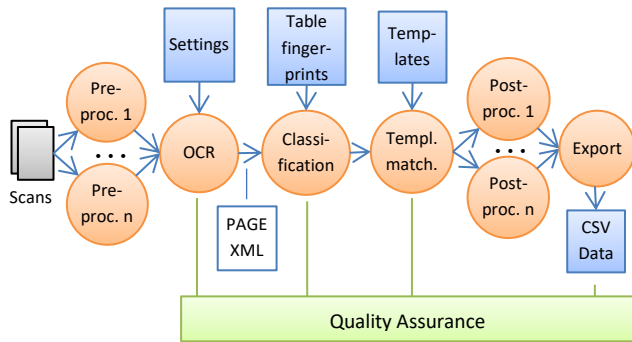 Settings
Table
finger-
prints
Temp-
lates
Pre-
proc. 1
Post-
proc. 1
Scans
. . .
OCR
Classi-
fication
Templ.
match.
. . .
Export
Pre-
proc. n
PAGE
XML
Post-
proc. n
CSV
Data
Quality Assurance